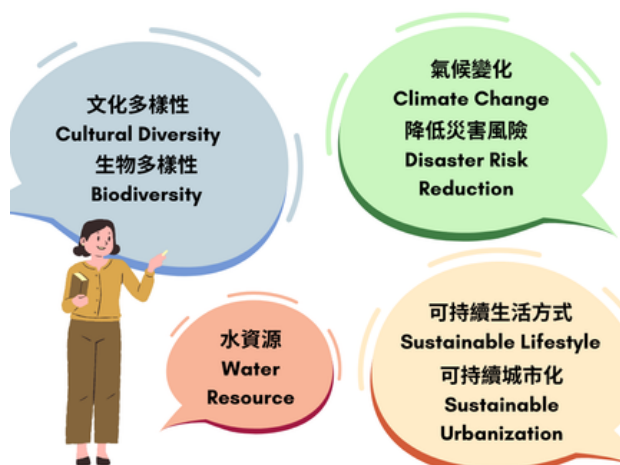 文化多樣性
Cultural Diversity
生物多樣性
Biodiversity
氣候變化
Climate Change
降低災害風險
Disaster Risk
Reduction
水資源
Water
Resource
可持續生活方式
Sustainable Lifestyle
可持續城市化
Sustainable
Urbanization